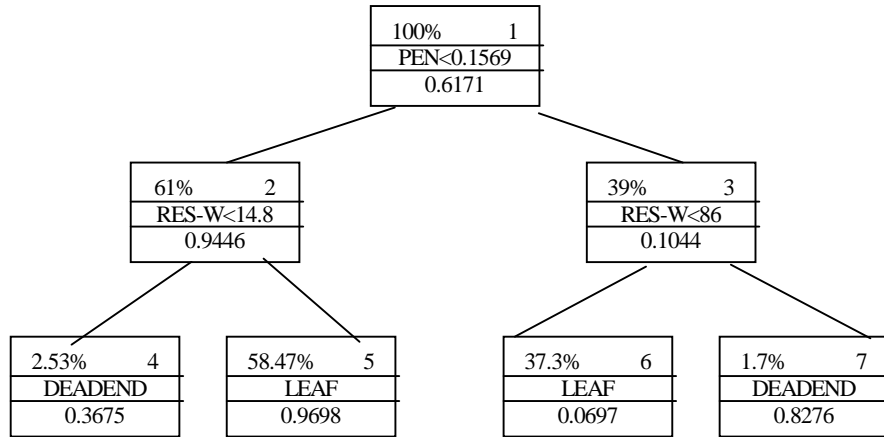 100% 1
PEN<0.1569
0.6171
61% 2
RES-W<14.8
0.9446
39% 3
RES-W<86
0.1044
2.53% 4
DEADEND
0.3675
58.47% 5
LEAF
0.9698
37.3% 6
LEAF
0.0697
1.7% 7
DEADEND
0.8276